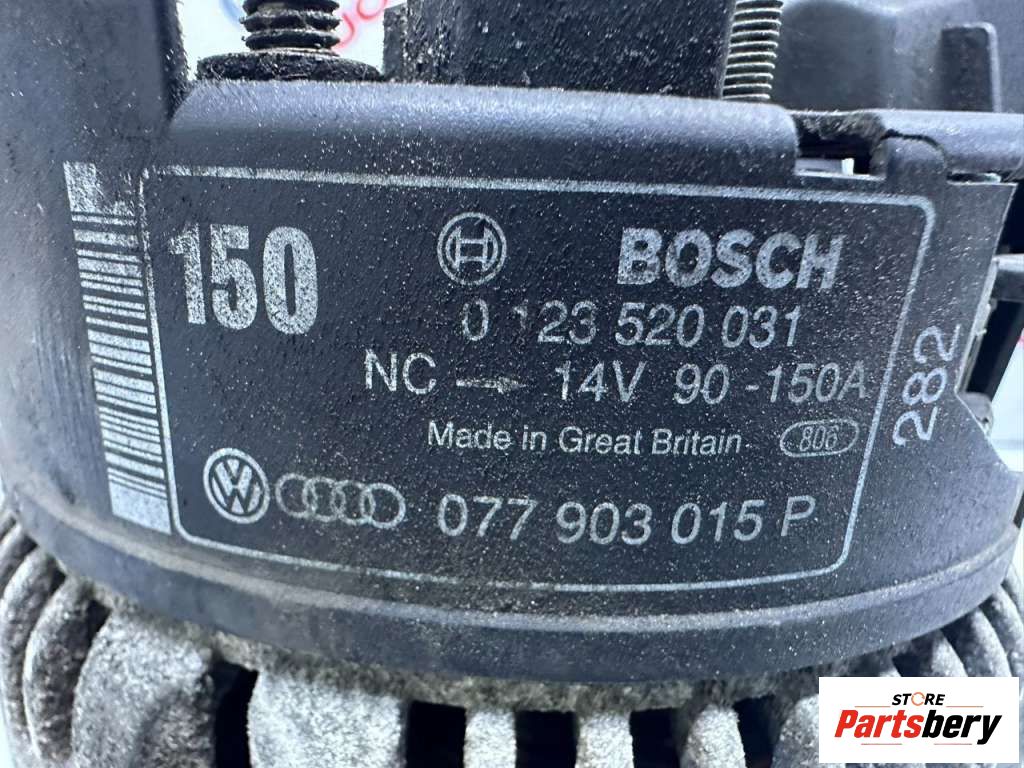 150
BOSCH
0 123 520 031
NC → 14V 90-150A
Made in Great Britain 806
077 903 015 P
282
STORE
Partsbery